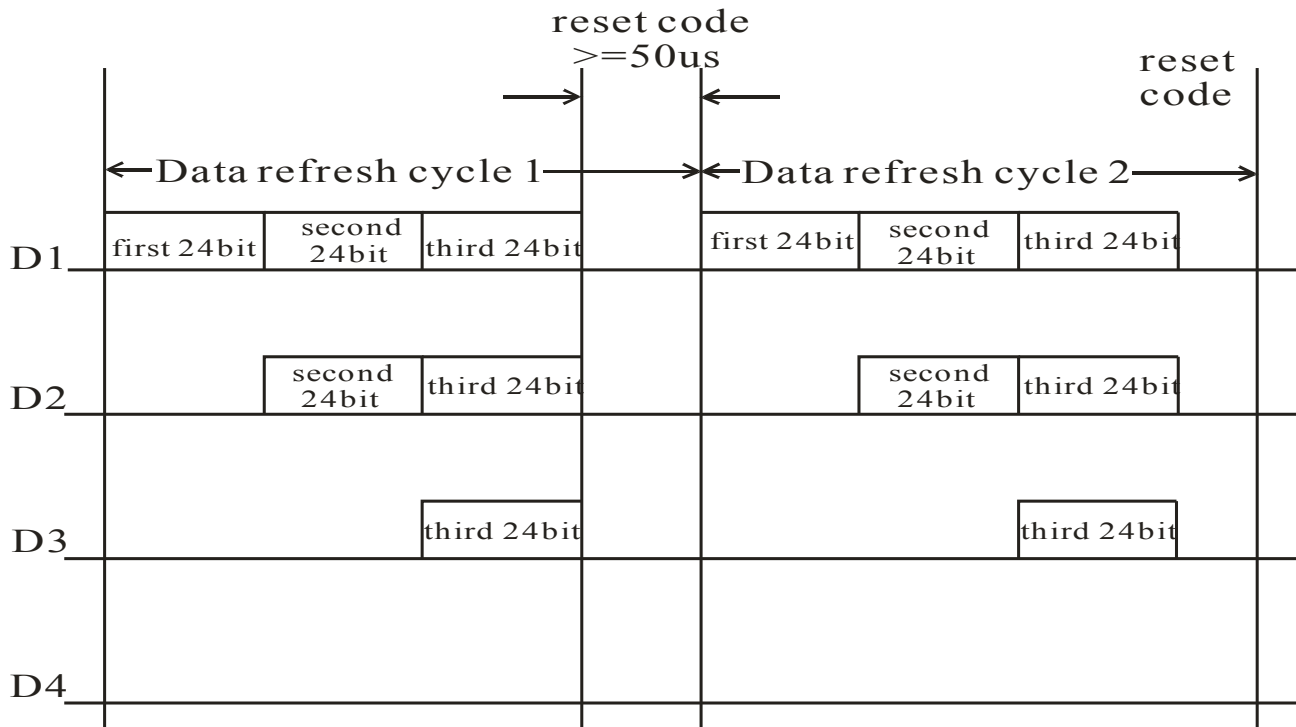 reset code
>=50us
reset
code
Data refresh cycle 1
Data refresh cycle 2
D1
first 24bit
second
24bit
third 24bit
first 24bit
second
24bit
third 24bit
D2
second
24bit
third 24bit
second
24bit
third 24bit
D3
third 24bit
third 24bit
D4